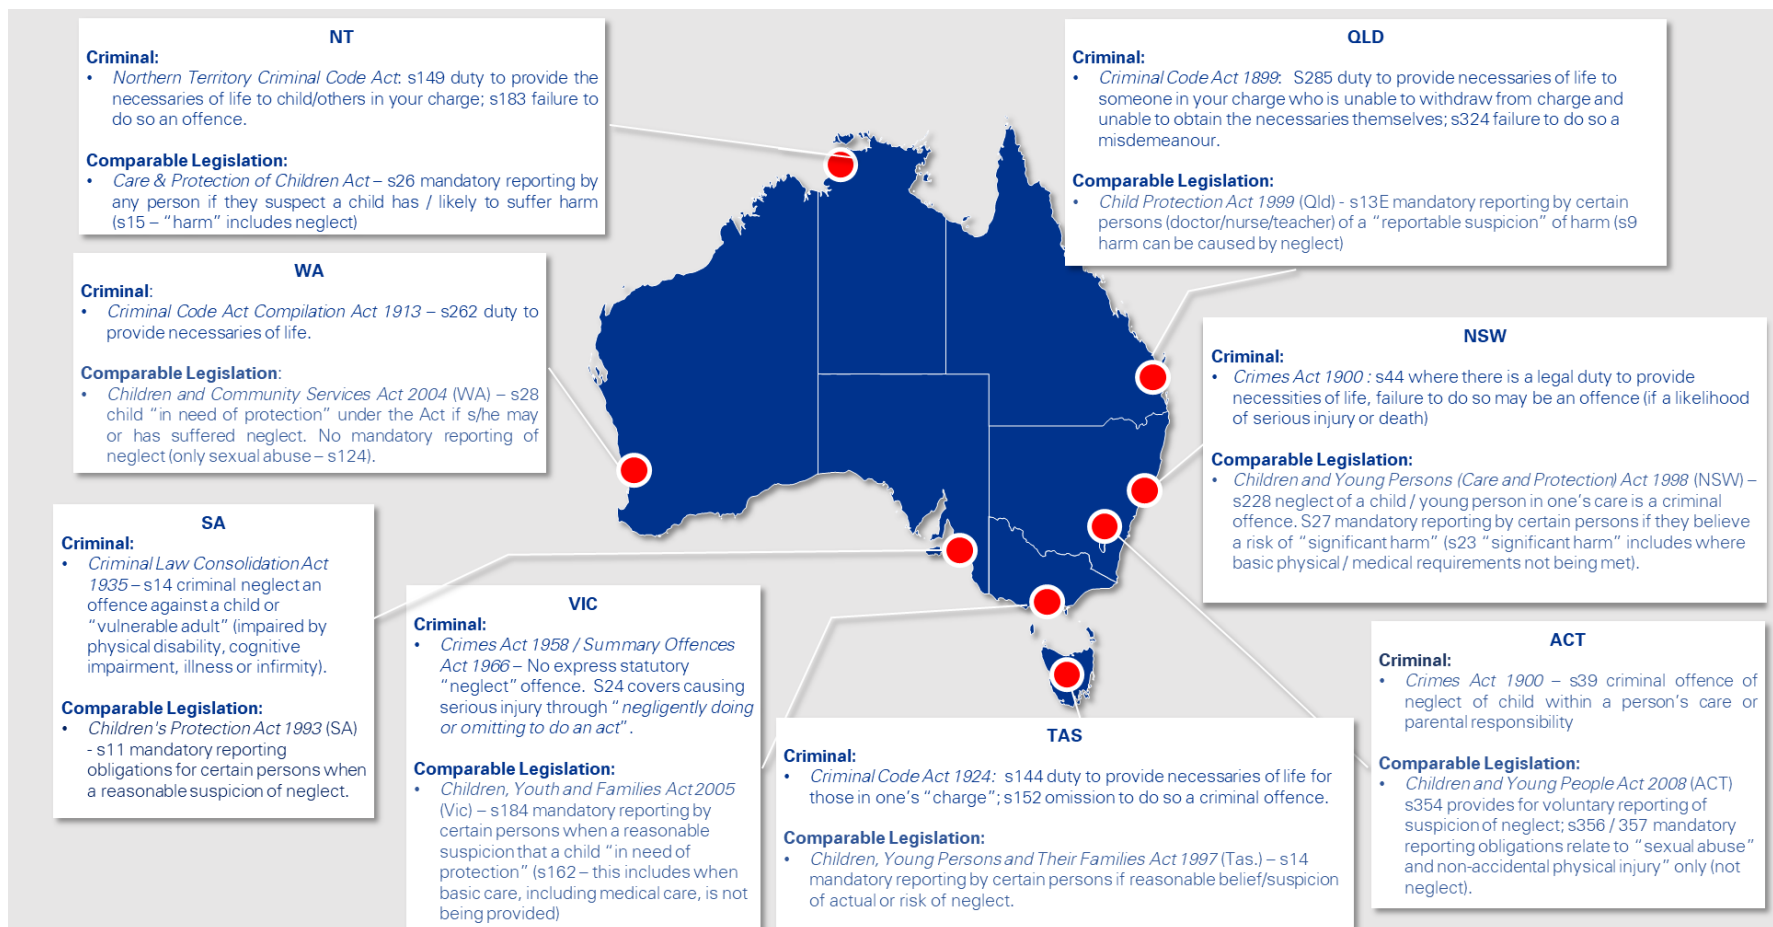 NT
Criminal:
• Northern Territory Criminal Code Act: s149 duty to provide the
necessaries of life to child/others in your charge; s183 failure to
do so an offence.
Comparable Legislation:
• Care & Protection of Children Act – s26 mandatory reporting by
any person if they suspect a child has / likely to suffer harm
(s15 – “harm” includes neglect)
QLD
Criminal:
• Criminal Code Act 1899: S285 duty to provide necessaries of life to
someone in your charge who is unable to withdraw from charge and
unable to obtain the necessaries themselves; s324 failure to do so a
misdemeanour.
Comparable Legislation:
• Child Protection Act 1999 (Qld) - s13E mandatory reporting by certain
persons (doctor/nurse/teacher) of a “reportable suspicion” of harm (s9
harm can be caused by neglect)
WA
Criminal:
• Criminal Code Act Compilation Act 1913 – s262 duty to
provide necessaries of life.
Comparable Legislation:
• Children and Community Services Act 2004 (WA) – s28
child “in need of protection” under the Act if s/he may
or has suffered neglect. No mandatory reporting of
neglect (only sexual abuse – s124).
NSW
Criminal:
• Crimes Act 1900 : s44 where there is a legal duty to provide
necessities of life, failure to do so may be an offence (if a likelihood
of serious injury or death)
Comparable Legislation:
• Children and Young Persons (Care and Protection) Act 1998 (NSW) –
s228 neglect of a child / young person in one’s care is a criminal
offence. S27 mandatory reporting by certain persons if they believe
a risk of “significant harm” (s23 “significant harm” includes where
basic physical / medical requirements not being met).
SA
Criminal:
• Criminal Law Consolidation Act
1935 – s14 criminal neglect an
offence against a child or
“vulnerable adult” (impaired by
physical disability, cognitive
impairment, illness or infirmity).
Comparable Legislation:
• Children's Protection Act 1993 (SA)
- s11 mandatory reporting
obligations for certain persons when
a reasonable suspicion of neglect.
VIC
Criminal:
• Crimes Act 1958 / Summary Offences
Act 1966 – No express statutory
“neglect” offence. S24 covers causing
serious injury through “negligently doing
or omitting to do an act”.
Comparable Legislation:
• Children, Youth and Families Act 2005
(Vic) – s184 mandatory reporting by
certain persons when a reasonable
suspicion that a child “in need of
protection” (s162 – this includes when
basic care, including medical care, is not
being provided)
TAS
Criminal:
• Criminal Code Act 1924: s144 duty to provide necessaries of life for
those in one’s “charge”; s152 omission to do so a criminal offence.
Comparable Legislation:
• Children, Young Persons and Their Families Act 1997 (Tas.) – s14
mandatory reporting by certain persons if reasonable belief/suspicion
of actual or risk of neglect.
ACT
Criminal:
• Crimes Act 1900 – s39 criminal offence of
neglect of child within a person’s care or
parental responsibility
Comparable Legislation:
• Children and Young People Act 2008 (ACT)
s354 provides for voluntary reporting of
suspicion of neglect; s356 / 357 mandatory
reporting obligations relate to “sexual abuse”
and non-accidental physical injury” only (not
neglect).